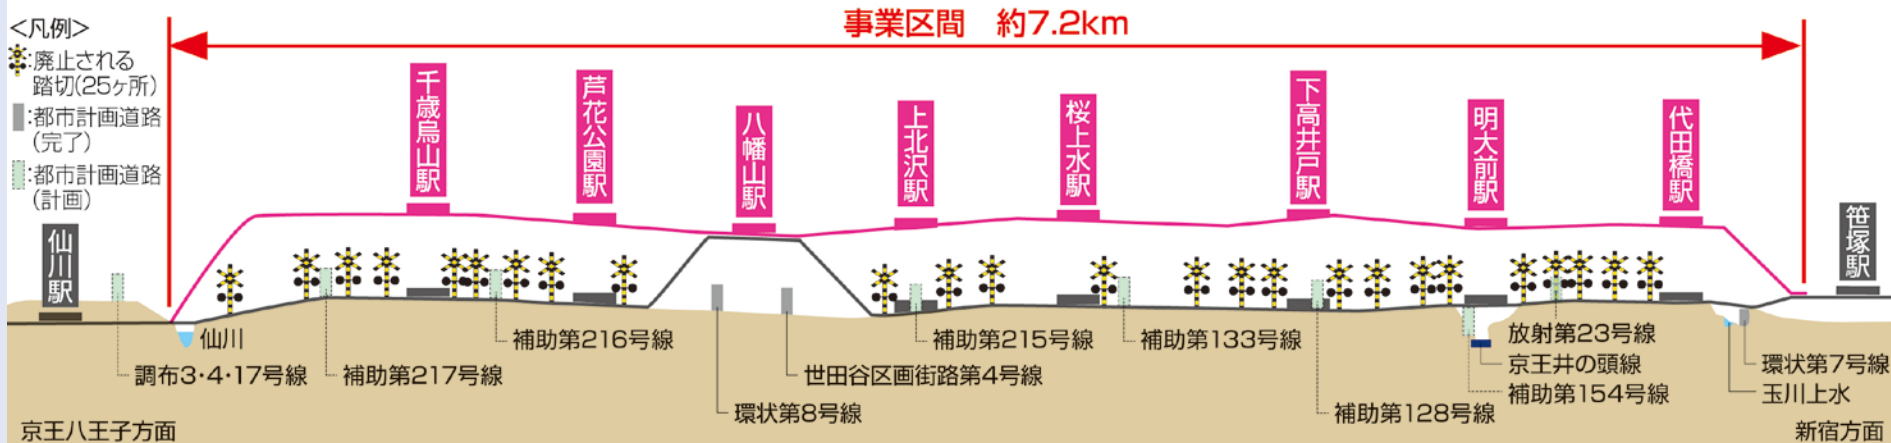 <凡例>
:廃止される
踏切(25ヶ所)
:都市計画道路
(完了)
:都市計画道路
(計画)
事業区間 約7.2km
仙川駅
千歳烏山駅
芦花公園駅
八幡山駅
上北沢駅
桜上水駅
下高井戸駅
明大前駅
代田橋駅
笹塚駅
仙川
調布3・4・17号線
補助第217号線
補助第216号線
環状第8号線
世田谷区画街路第4号線
補助第215号線
補助第133号線
補助第128号線
放射第23号線
京王井の頭線
補助第154号線
環状第7号線
玉川上水
京王八王子方面
新宿方面